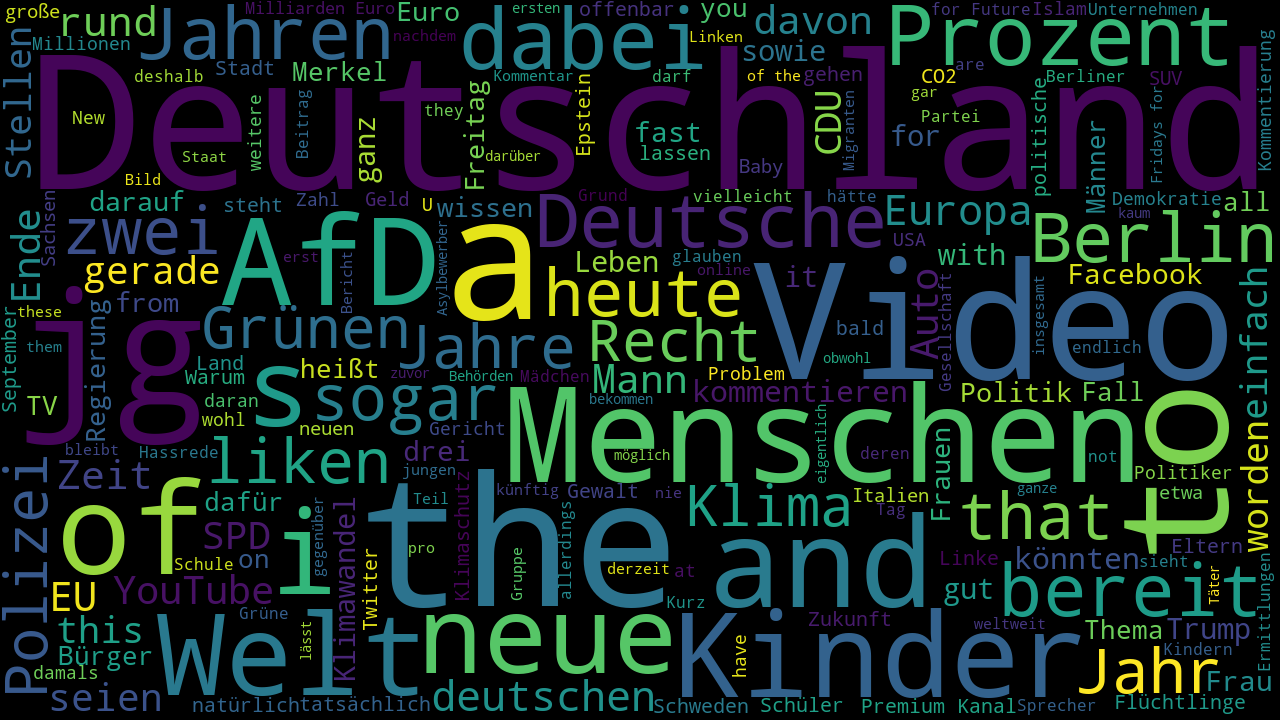 große
rund
Jahren
Milliarden Euro
Euro
ersten
offenbar
you
davon
Prozent
for Future
Islam
Unternehmen
Stellen
Millionen
nachdem
dabei
Linken
sowie
Kommentierung
deshalb
Stadt
Merkel
Kommentar
darf
of the
gehen
CO2
are
Berliner
SUV
Deutschland
New
weitere
Beitrag
ganz
they
Freitag
Epstein
fast
lassen
CDU
Migranten
gar
Partei
for
politische
Männer
Fridays for
Staat
darüber
Baby
Bild
Sachsen
darauf
steht
Zahl
Geld
U
wissen
Grund
vielleicht
hätte
Europa
Demokratie
all
kaum
zwei
AfD
a
Deutsche
USA
Berlin
Ende
gerade
erst
Bericht
Asylbewerber
Leben
glauben
online
it
with
Facebook
einfach
these
from
heute
Video
September
them
jg
Regierung
Grünen
Jahre
Recht
bald
Auto
Gesellschaft
insgesamt
endlich
Land
Warum
s
heißt
zuvor
Behörden
Mädchen
Mann
Problem
obwohl
TV
daran
wohl
neuen
sogar
bekommen
kommentieren
Politik
Fall
to
Gericht
Menschen
bleibt
Hassrede
liken
drei
jungen
möglich
eigentlich
deren
Frauen
not
Politiker
etwa
worden
Polizei
Zeit
dafür
gegenüber
Klimawandel
Teil
Klimaschutz
künftig
Gewalt
nie
Klima
Italien
Tag
ganze
that
of
SPD
i
the
pro
Gruppe
allerdings
and
Eltern
Schule
on
Twitter
derzeit
at
Linke
könnten
sieht
Täter
Ermittlungen
EU
YouTube
Kurz
gut
bereit
Grüne
this
Welt
lässt
neue
have
Kinder
Zukunft
weltweit
Thema
Trump
Bürger
Kindern
damals
Jahr
Frau
seien
natürlich
tatsächlich
deutschen
Schweden
Schüler
Premium Kanal
Sprecher
Flüchtlinge